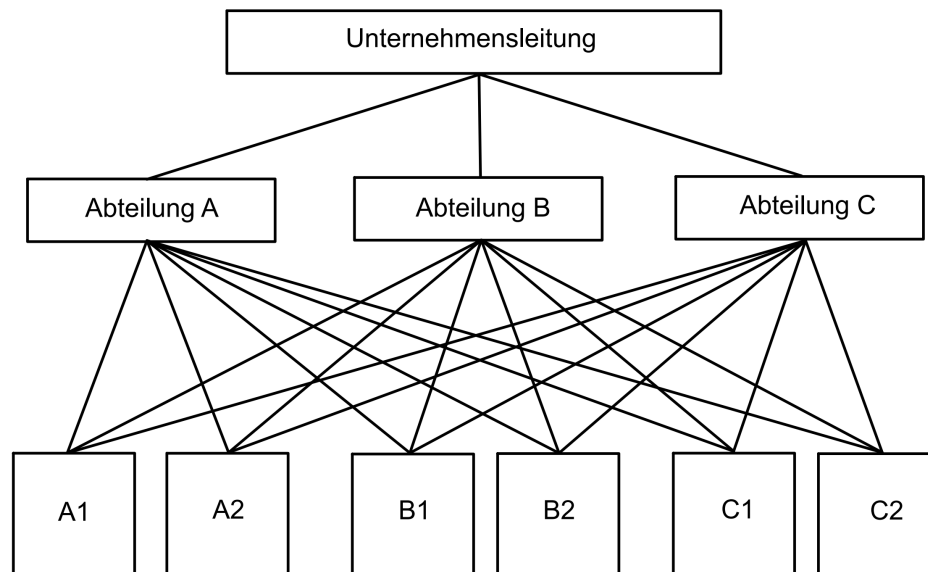 Unternehmensleitung
Abteilung A
Abteilung B
Abteilung C
A1
A2
B1
B2
C1
C2